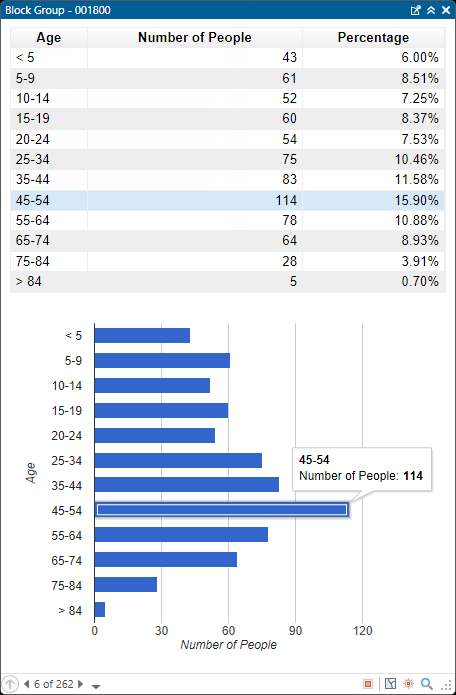 Block Group - 001800
Age Number of People Percentage
< 5 43 6.00%
5-9 61 8.51%
10-14 52 7.25%
15-19 60 8.37%
20-24 54 7.53%
25-34 75 10.46%
35-44 83 11.58%
45-54 114 15.90%
55-64 78 10.88%
65-74 64 8.93%
75-84 28 3.91%
> 84 5 0.70%
< 5
5-9
10-14
15-19
20-24
25-34
35-44
45-54
55-64
65-74
75-84
> 84
Age
45-54
Number of People: 114
0 30 60 90 120
Number of People
6 of 262